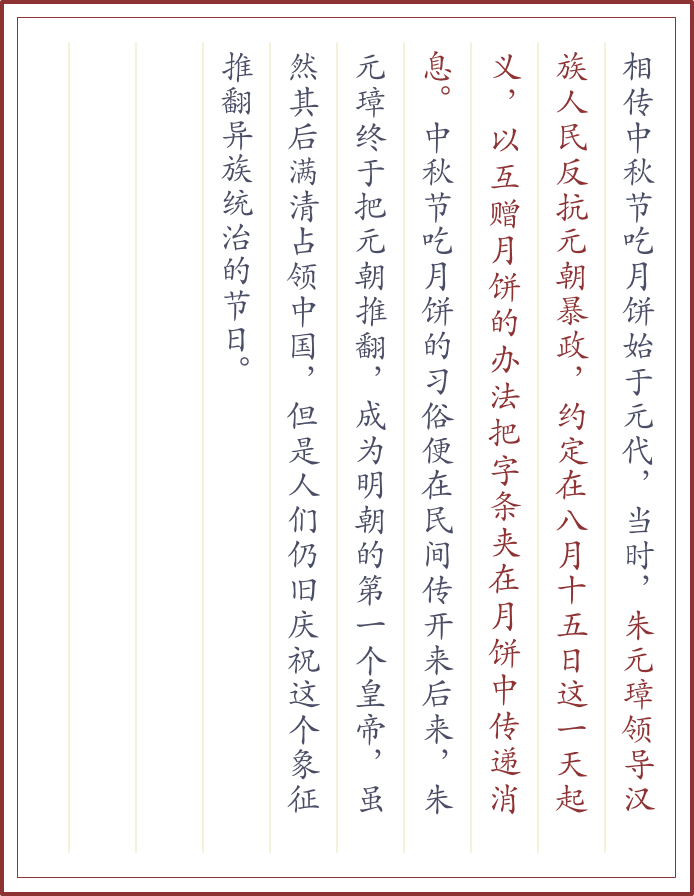 相传中秋节吃月饼始于元代，当时，朱元璋领导汉
族人民反抗元朝暴政，约定在八月十五日这一天起
义，以互赠月饼的办法把字条夹在月饼中传递消
息。中秋节吃月饼的习俗便在民间传开来后来，朱
元璋终于把元朝推翻，成为明朝的第一个皇帝，虽
然其后满清占领中国，但是人们仍旧庆祝这个象征
推翻异族统治的节日。